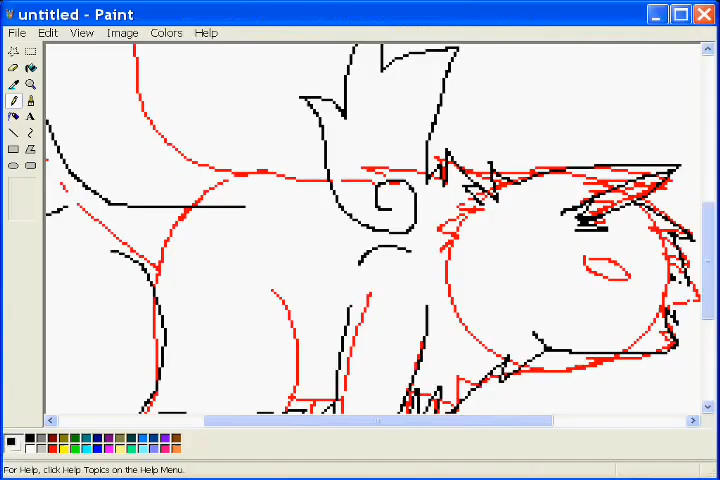 untitled - Paint
File Edit View Image Colors Help
A
For Help, click Help Topics on the Help Menu.